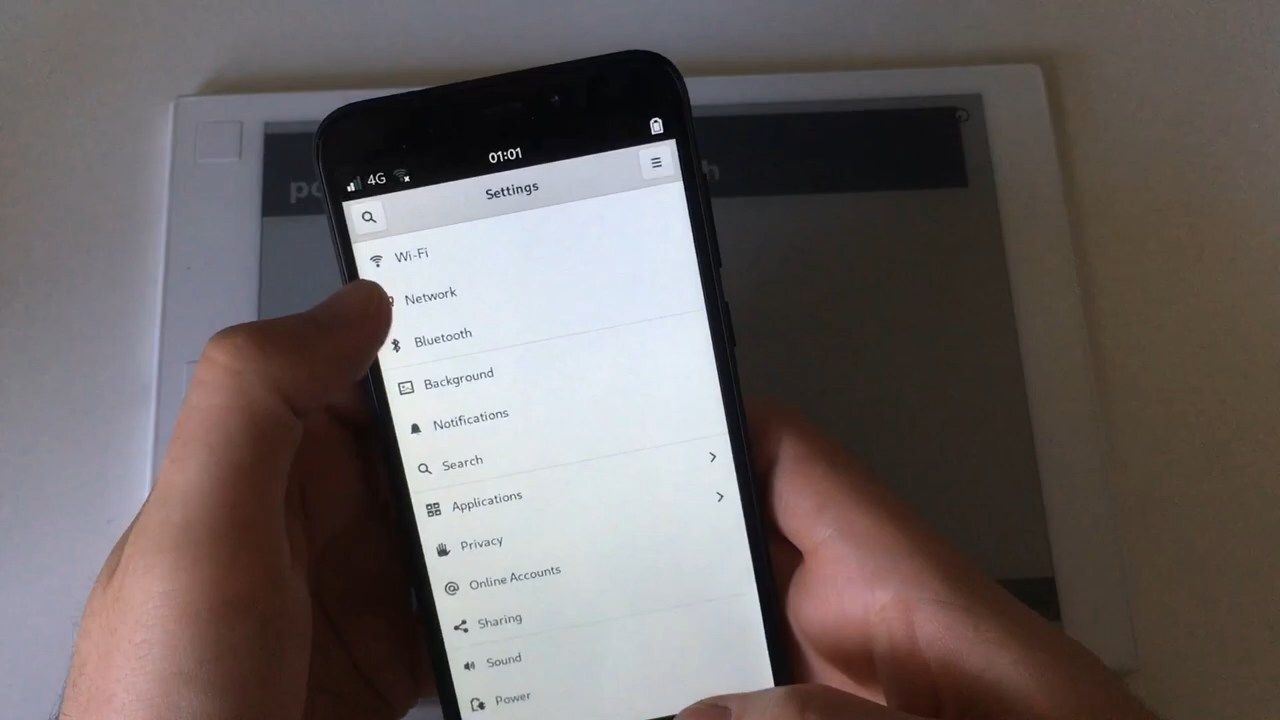 01:01
4G
Settings
Wi-Fi
Network
Bluetooth
Background
Notifications
Search
Applications
Privacy
Online Accounts
Sharing
Sound
Power